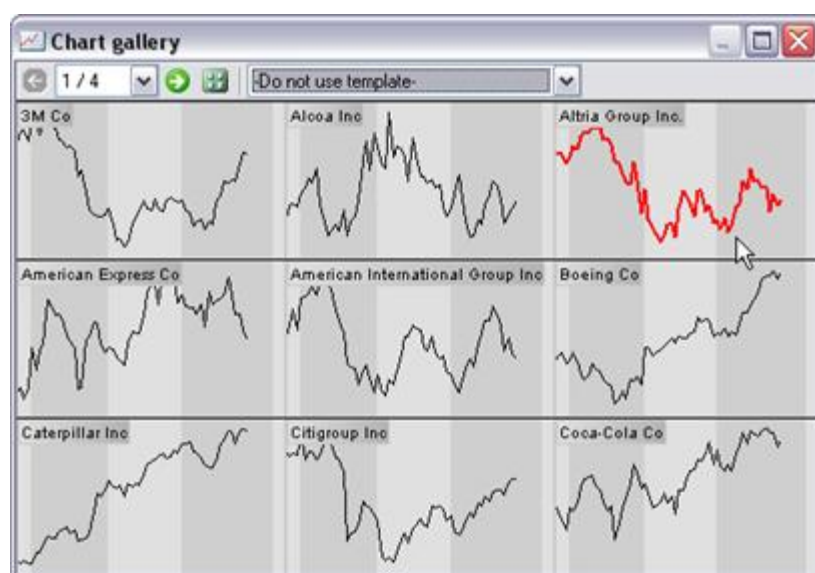 Chart gallery
1 / 4 -Do not use template-
3M Co Alcoa Inc Altria Group Inc.
American Express Co American International Group Inc Boeing Co
Caterpillar Inc Citigroup Inc Coca-Cola Co